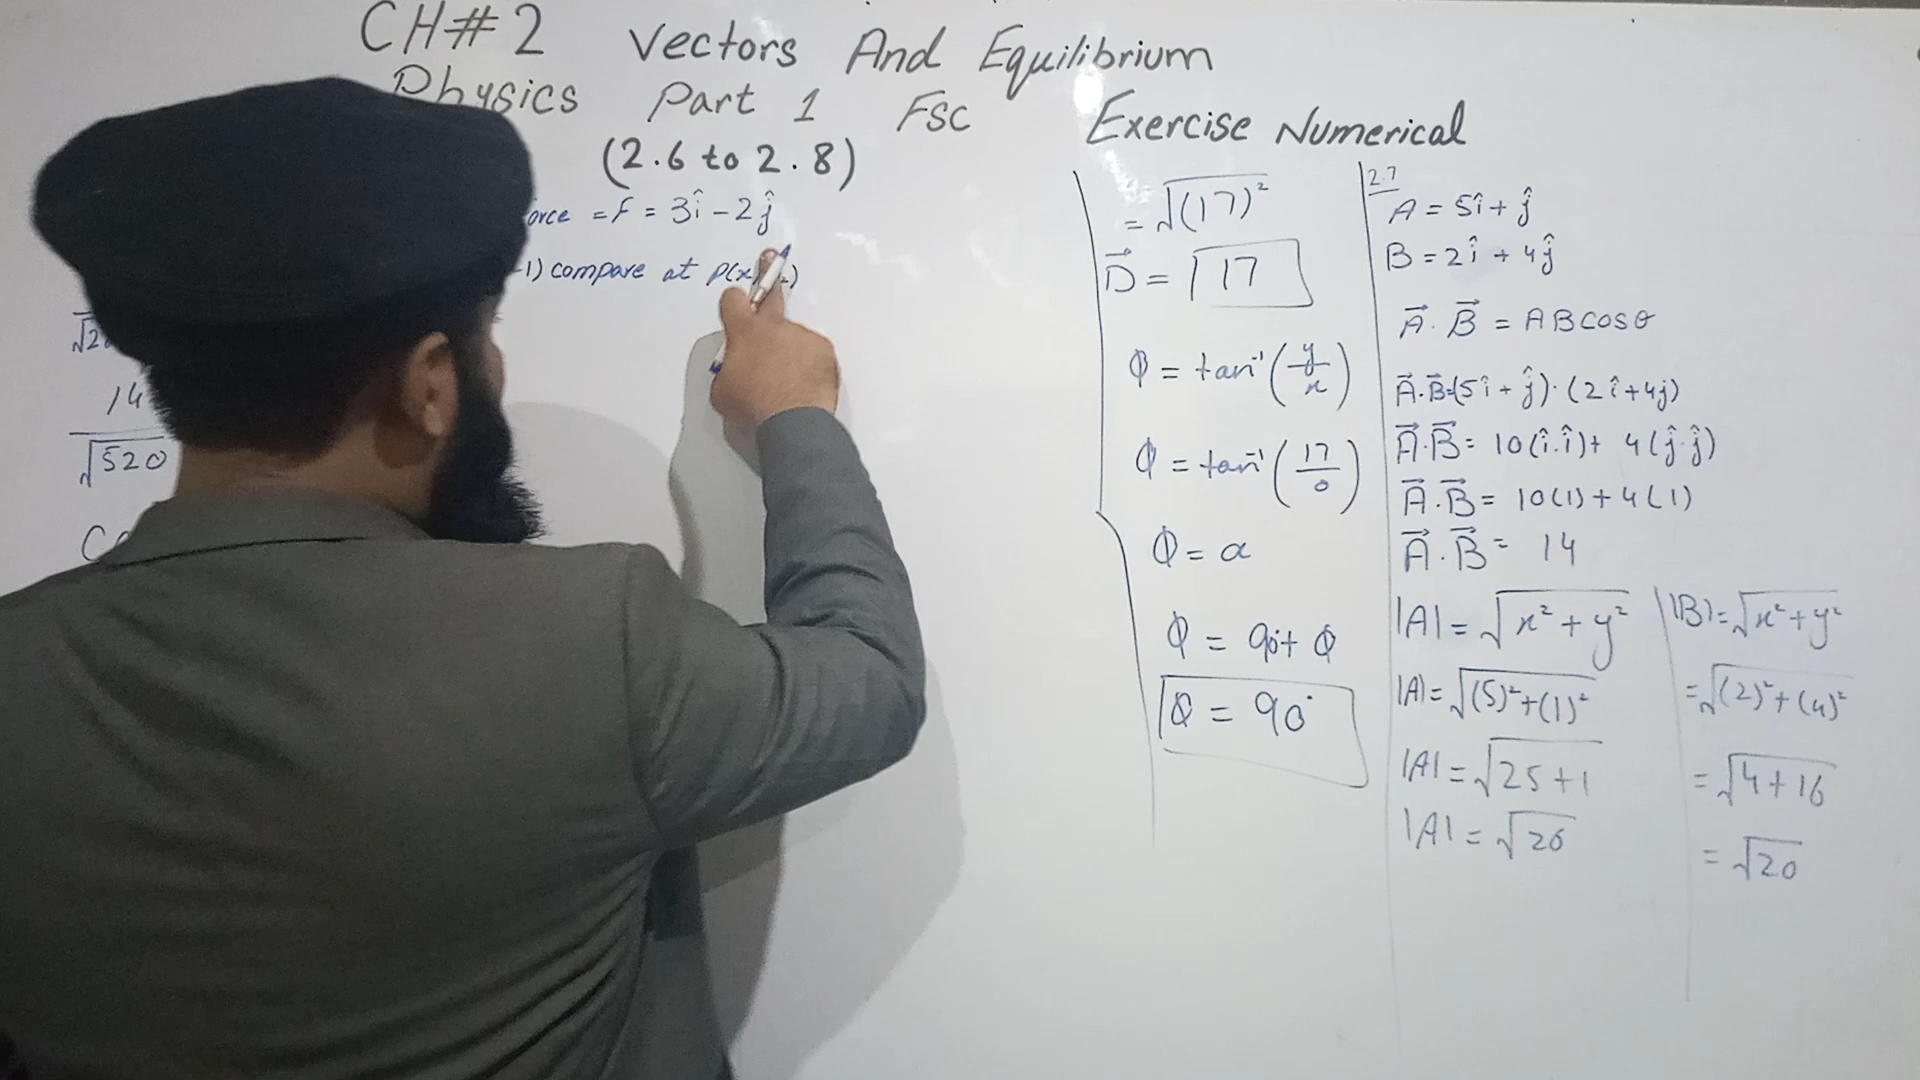 CH#2 Vectors And Equilibrium
Physics Part 1 FSC Exercise Numerical
(2.6 to 2.8)
= F = 3î - 2ĵ
-1) compare at
14
√520
= √(17)²
D⃗ = 17
Φ = tan⁻¹(y/x)
Φ = tan⁻¹(17/0)
Φ = α
Φ = 90° + Φ
Φ = 90°
2.7
A = 5î + ĵ
B = 2î + 4ĵ
A⃗ . B⃗ = ABCOSθ
A⃗.B⃗=(5î + ĵ).(2î+4j)
A⃗.B⃗ = 10(î.î)+ 4(ĵ.ĵ)
A⃗.B⃗ = 10(1)+4(1)
A⃗.B⃗ = 14
|A| = √x²+y²
|A| = √(5)²+(1)²
|A| = √25+1
|A| = √26
|B| = √x²+y²
= √(2)²+(4)²
= √4+16
= √20